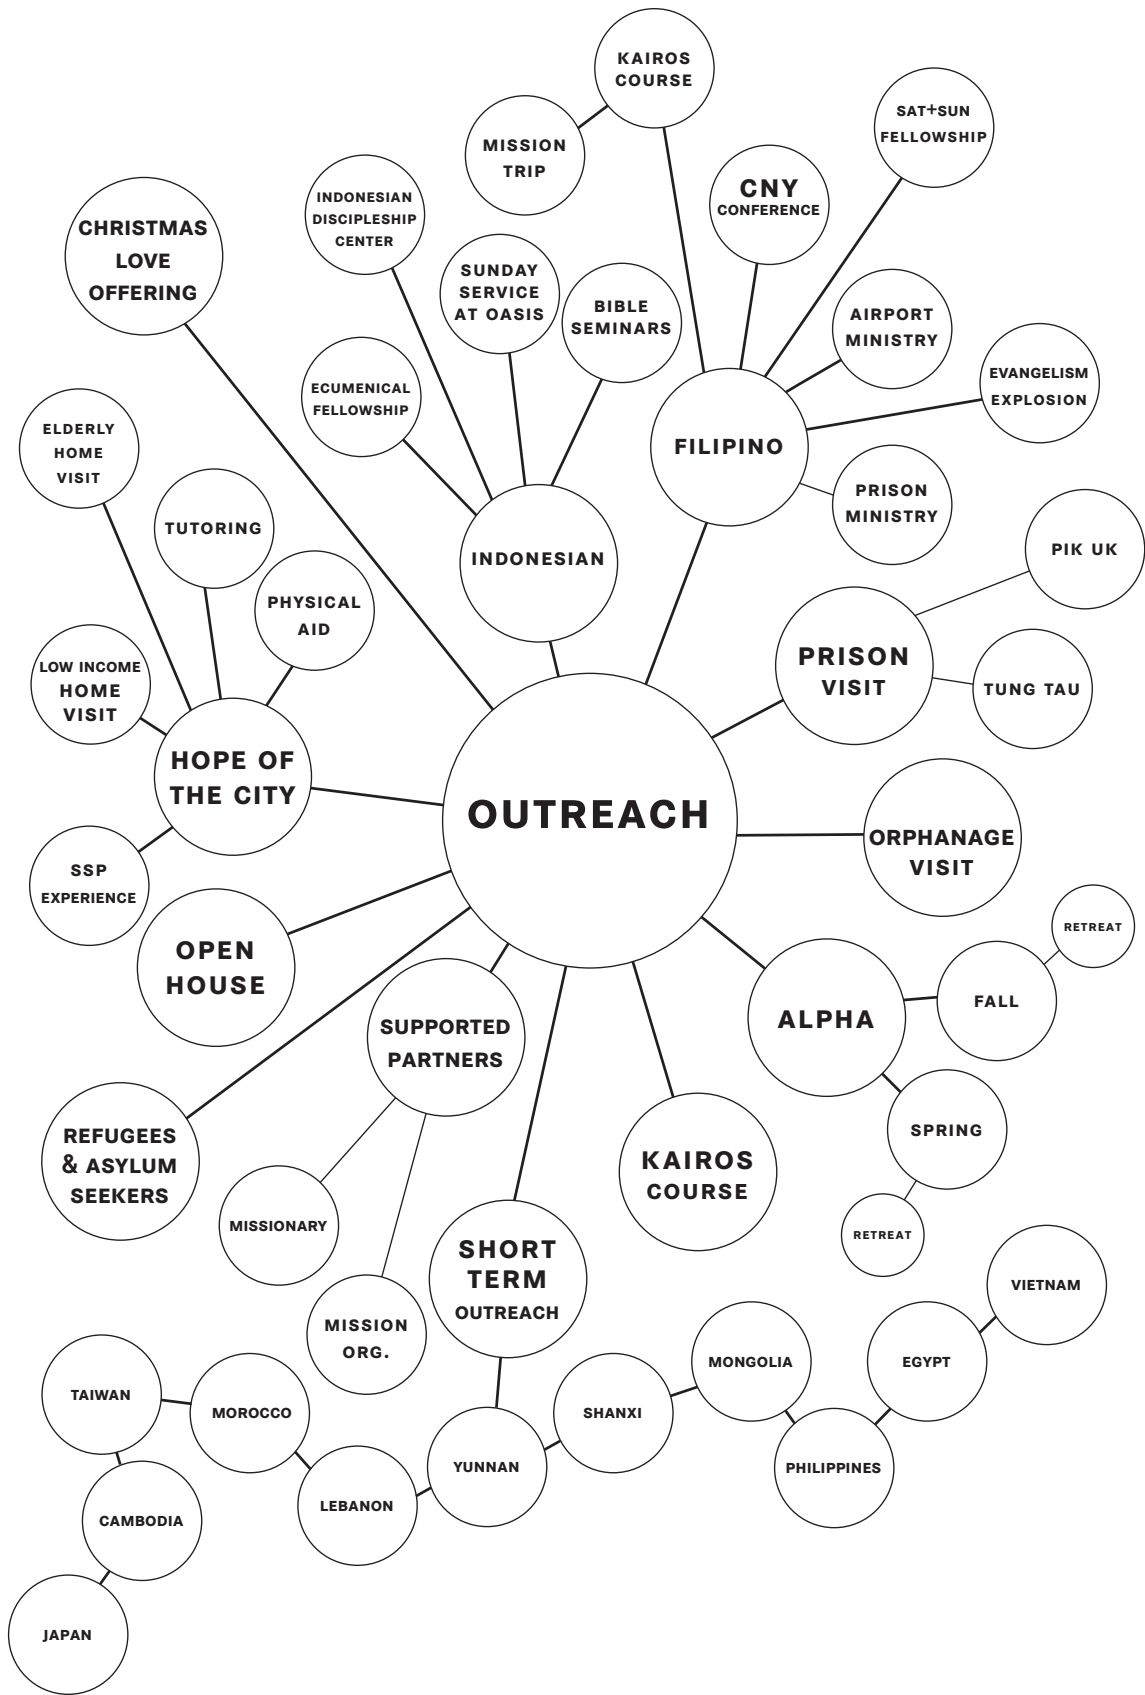 KAIROS
COURSE
MISSION
TRIP
SAT+SUN
FELLOWSHIP
CNY
CONFERENCE
INDONESIAN
DISCIPLESHIP
CENTER
CHRISTMAS
LOVE
OFFERING
SUNDAY
SERVICE
AT OASIS
BIBLE
SEMINARS
AIRPORT
MINISTRY
EVANGELISM
EXPLOSION
ECUMENICAL
FELLOWSHIP
ELDERLY
HOME
VISIT
FILIPINO
PRISON
MINISTRY
TUTORING
INDONESIAN
PIK UK
PHYSICAL
AID
PRISON
VISIT
TUNG TAU
LOW INCOME
HOME
VISIT
HOPE OF
THE CITY
OUTREACH
ORPHANAGE
VISIT
SSP
EXPERIENCE
OPEN
HOUSE
RETREAT
FALL
ALPHA
SUPPORTED
PARTNERS
SPRING
REFUGEES
& ASYLUM
SEEKERS
KAIROS
COURSE
MISSIONARY
RETREAT
SHORT
TERM
OUTREACH
VIETNAM
MISSION
ORG.
MONGOLIA
EGYPT
TAIWAN
MOROCCO
SHANXI
YUNNAN
PHILIPPINES
LEBANON
CAMBODIA
JAPAN